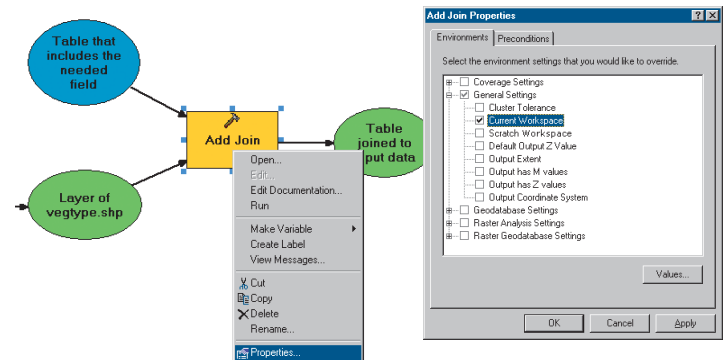 Table that
includes the
needed
field
Layer of
vegtype.shp
Add Join
Table
joined to
put data
Open...
Edit...
Edit Documentation...
Run
Make Variable
Create Label
View Messages...
Cut
Copy
Delete
Rename...
Properties...
Add Join Properties
Environments
Preconditions
Select the environment settings that you would like to override.
Coverage Settings
General Settings
Cluster Tolerance
Current Workspace
Scratch Workspace
Default Output Z Value
Output Extent
Output has M values
Output has Z values
Output Coordinate System
Geodatabase Settings
Raster Analysis Settings
Raster Geodatabase Settings
Values...
OK
Cancel
Apply